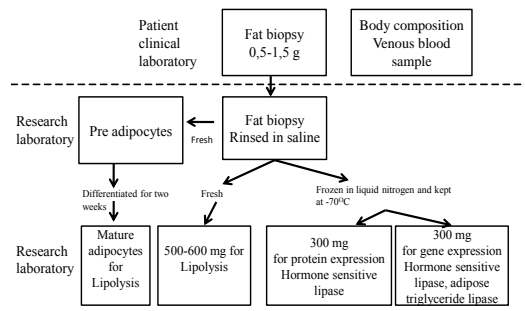 Patient
clinical
laboratory
Fat biopsy
0,5-1,5 g
Body composition
Venous blood
sample
Research
laboratory
Pre adipocytes
Fresh
Fat biopsy
Rinsed in saline
Differentiated for two
weeks
Fresh
Frozen in liquid nitrogen and kept
at -70°C
Research
laboratory
Mature
adipocytes
for
Lipolysis
500-600 mg for
Lipolysis
300 mg
for protein expression
Hormone sensitive
lipase
300 mg
for gene expression
Hormone sensitive
lipase, adipose
triglyceride lipase